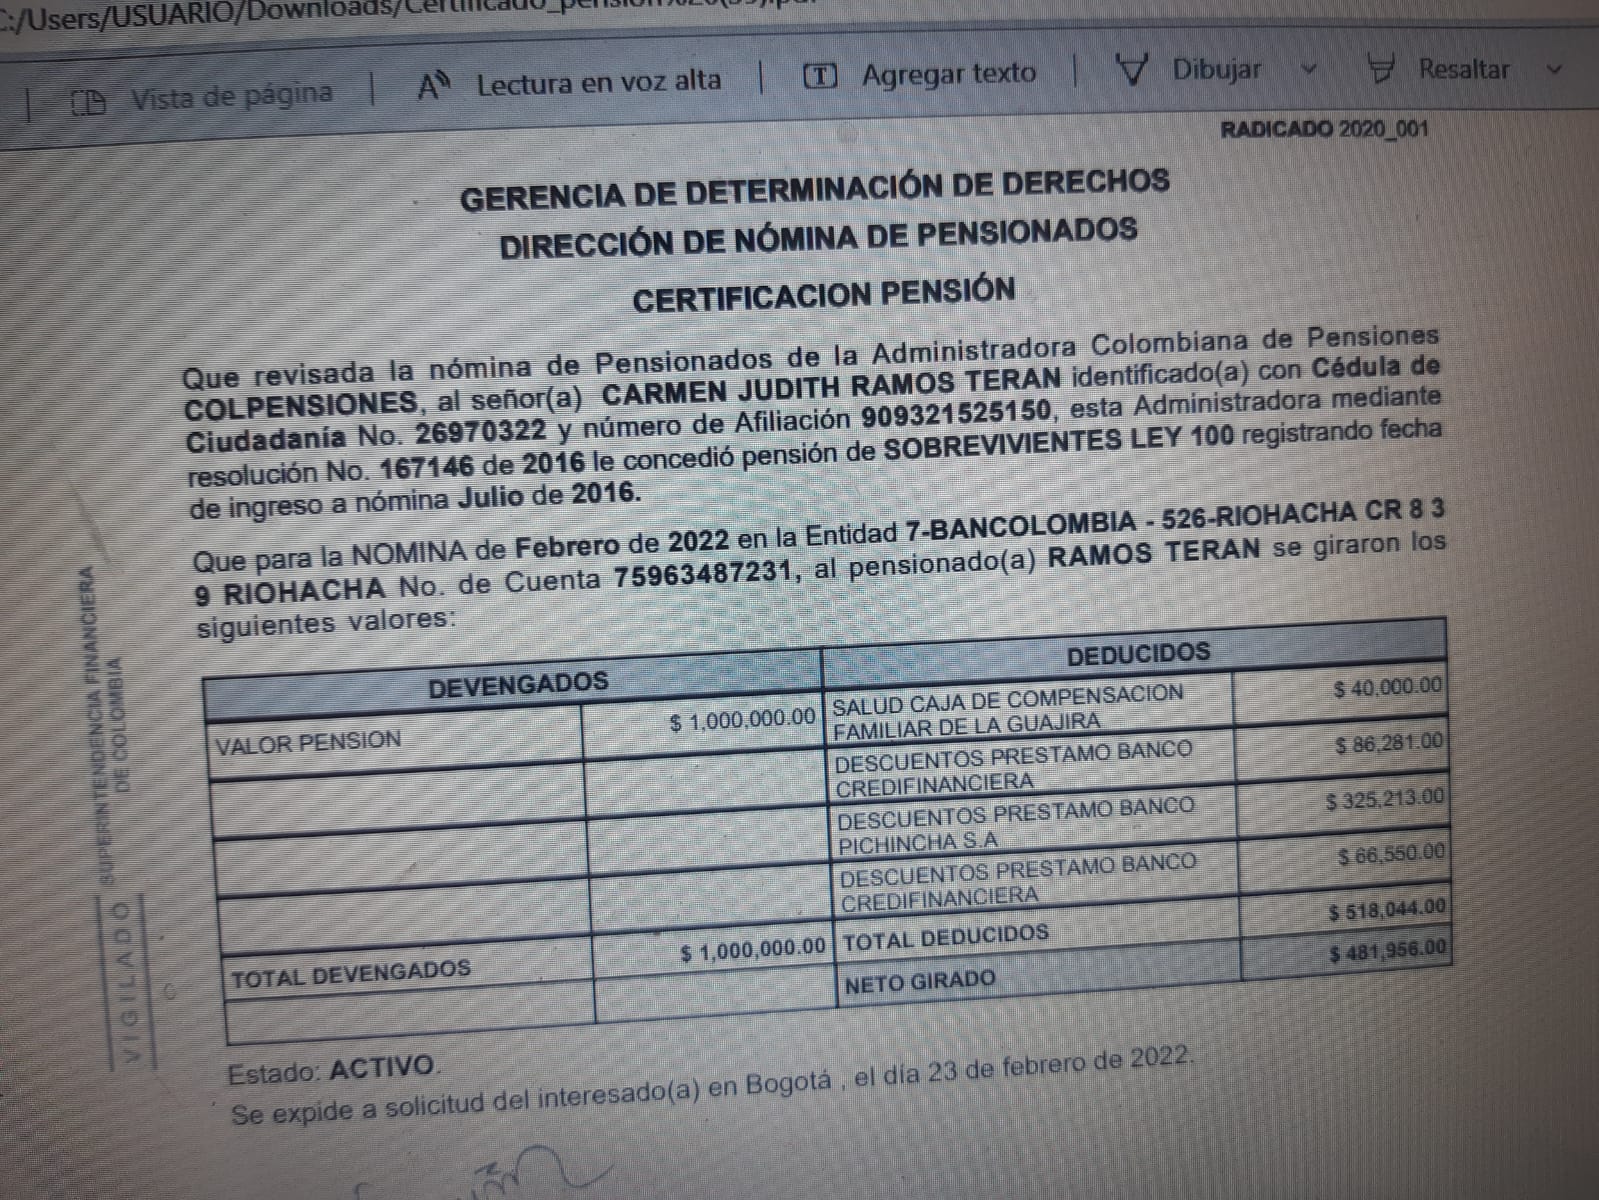 Vista de página
Lectura en voz alta
Agregar texto
Dibujar
Resaltar
RADICADO 2020_001
GERENCIA DE DETERMINACIÓN DE DERECHOS
DIRECCIÓN DE NÓMINA DE PENSIONADOS
CERTIFICACION PENSIÓN
Que revisada la nómina de Pensionados de la Administradora Colombiana de Pensiones
COLPENSIONES, al señor(a) CARMEN JUDITH RAMOS TERAN identificado(a) con Cédula de
Ciudadanía No. 26970322 y número de Afiliación 909321525150, esta Administradora mediante
resolución No. 167146 de 2016 le concedió pensión de SOBREVIVIENTES LEY 100 registrando fecha
de ingreso a nómina Julio de 2016.
Que para la NOMINA de Febrero de 2022 en la Entidad 7-BANCOLOMBIA - 526-RIOHACHA CR 8 3
9 RIOHACHA No. de Cuenta 75963487231, al pensionado(a) RAMOS TERAN se giraron los
siguientes valores:
DEVENGADOS DEDUCIDOS
VALOR PENSION $ 1,000,000.00 SALUD CAJA DE COMPENSACION
FAMILIAR DE LA GUAJIRA $ 40,000.00
DESCUENTOS PRESTAMO BANCO
CREDIFINANCIERA $ 86,281.00
DESCUENTOS PRESTAMO BANCO
PICHINCHA S.A $ 325,213.00
DESCUENTOS PRESTAMO BANCO
CREDIFINANCIERA $ 66,550.00
TOTAL DEVENGADOS $ 1,000,000.00 TOTAL DEDUCIDOS $ 518,044.00
NETO GIRADO $ 481,956.00
Estado: ACTIVO.
Se expide a solicitud del interesado(a) en Bogotá , el día 23 de febrero de 2022.
VIGILADO
SUPERINTENDENCIA FINANCIERA
DE COLOMBIA